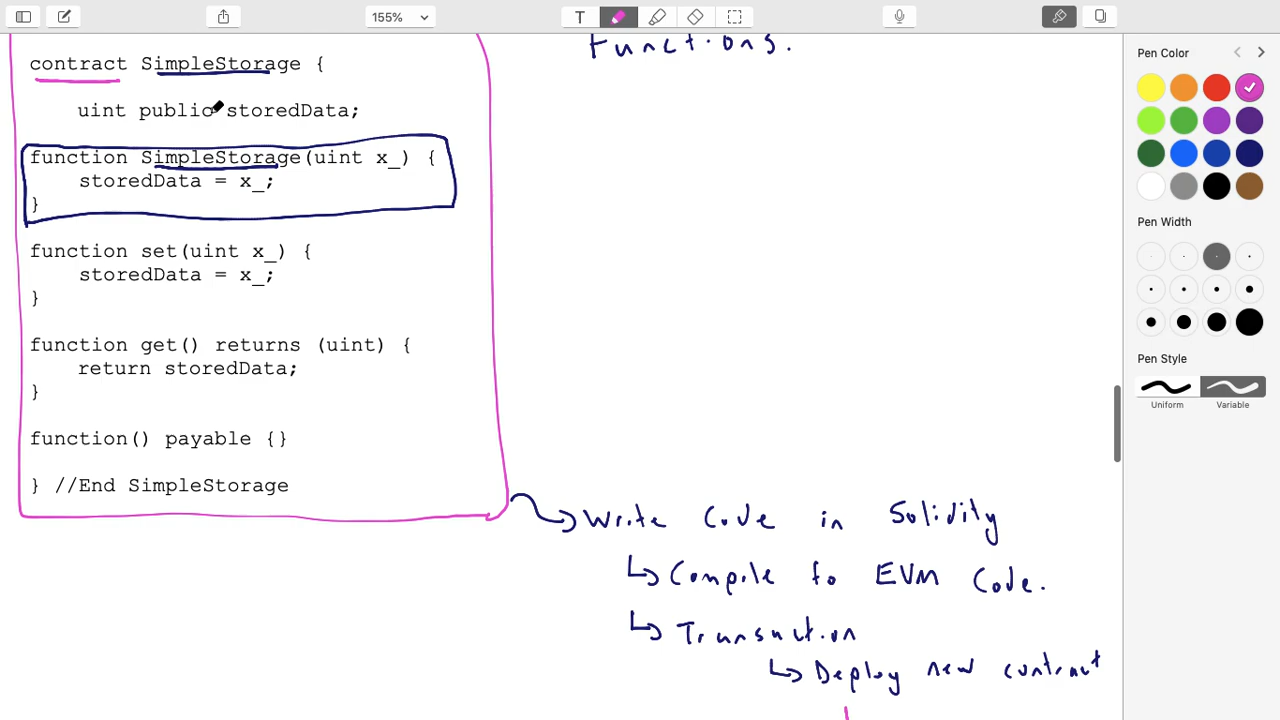 155%
T
Functions.
contract SimpleStorage {
uint public storedData;
function SimpleStorage(uint x_) {
storedData = x_;
}
function set(uint x_) {
storedData = x_;
}
function get() returns (uint) {
return storedData;
}
function() payable {}
} //End SimpleStorage
Write Code in Solidity
Compile to EVM Code.
Transaction
Deploy new contract
Pen Color
Pen Width
Pen Style
Uniform Variable